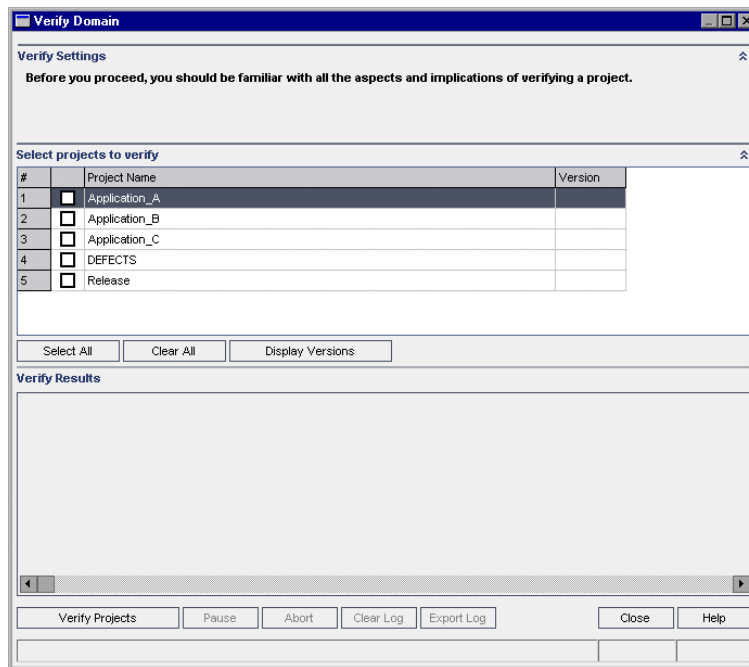 Verify Domain
Verify Settings
Before you proceed, you should be familiar with all the aspects and implications of verifying a project.
Select projects to verify
# Project Name Version
1 Application_A
2 Application_B
3 Application_C
4 DEFECTS
5 Release
Select All Clear All Display Versions
Verify Results
Verify Projects Pause Abort Clear Log Export Log Close Help